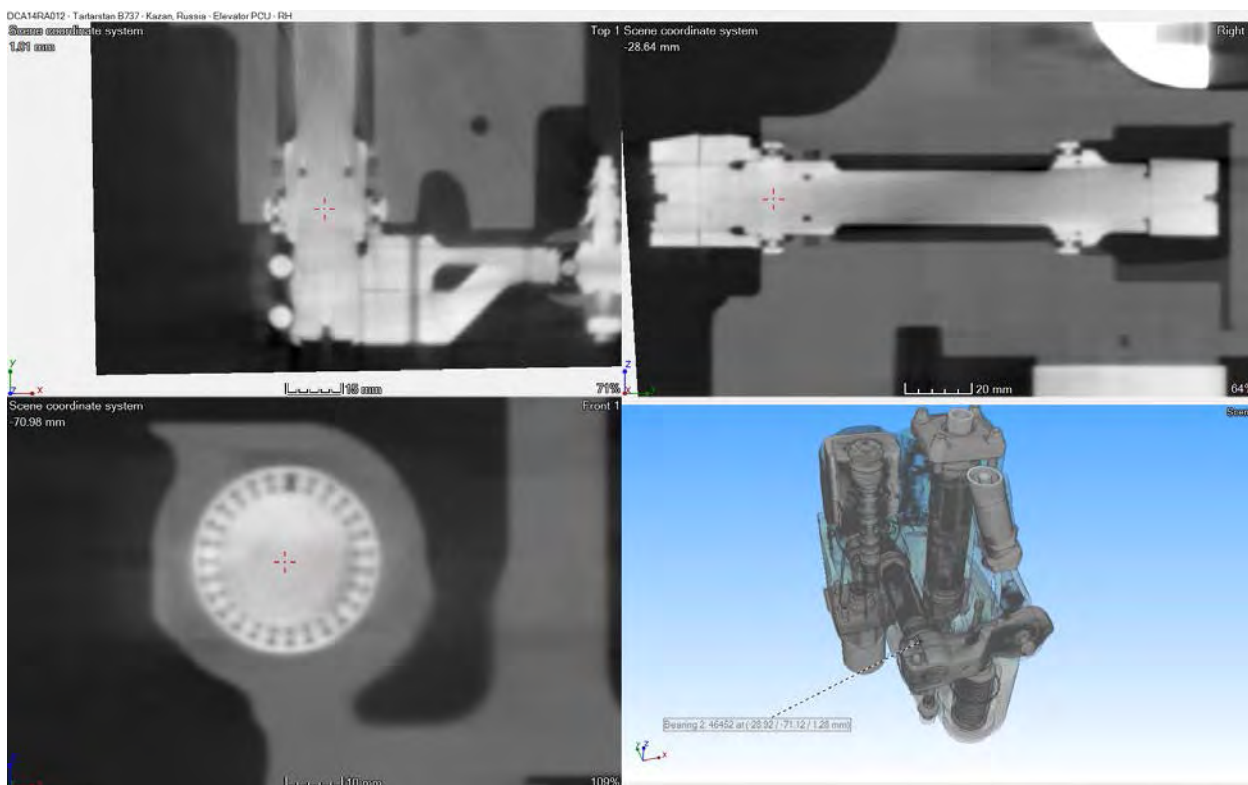 DCA14RA012 - Tartarstan B737 - Kazan, Russia - Elevator PCU - RH
Scene coordinate system
Top 1
1.81 mm
y
z
x
15 mm
71%
Scene coordinate system
Right
-28.64 mm
z
x
20 mm
64%
Scene coordinate system
Front 1
-70.98 mm
10 mm
109%
Bearing 2, 46452 at (-28.92 / -71.12 / 1.28 mm)
z
x